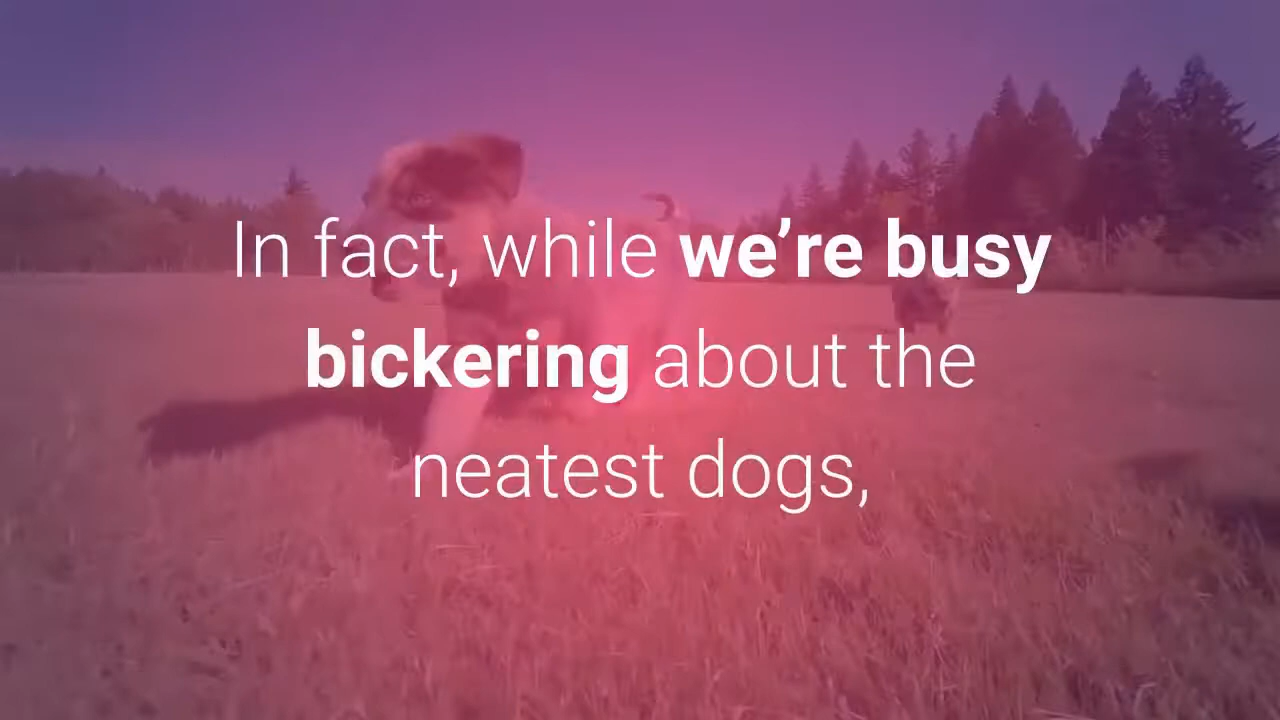 In fact, while we’re busy
bickering about the
neatest dogs,